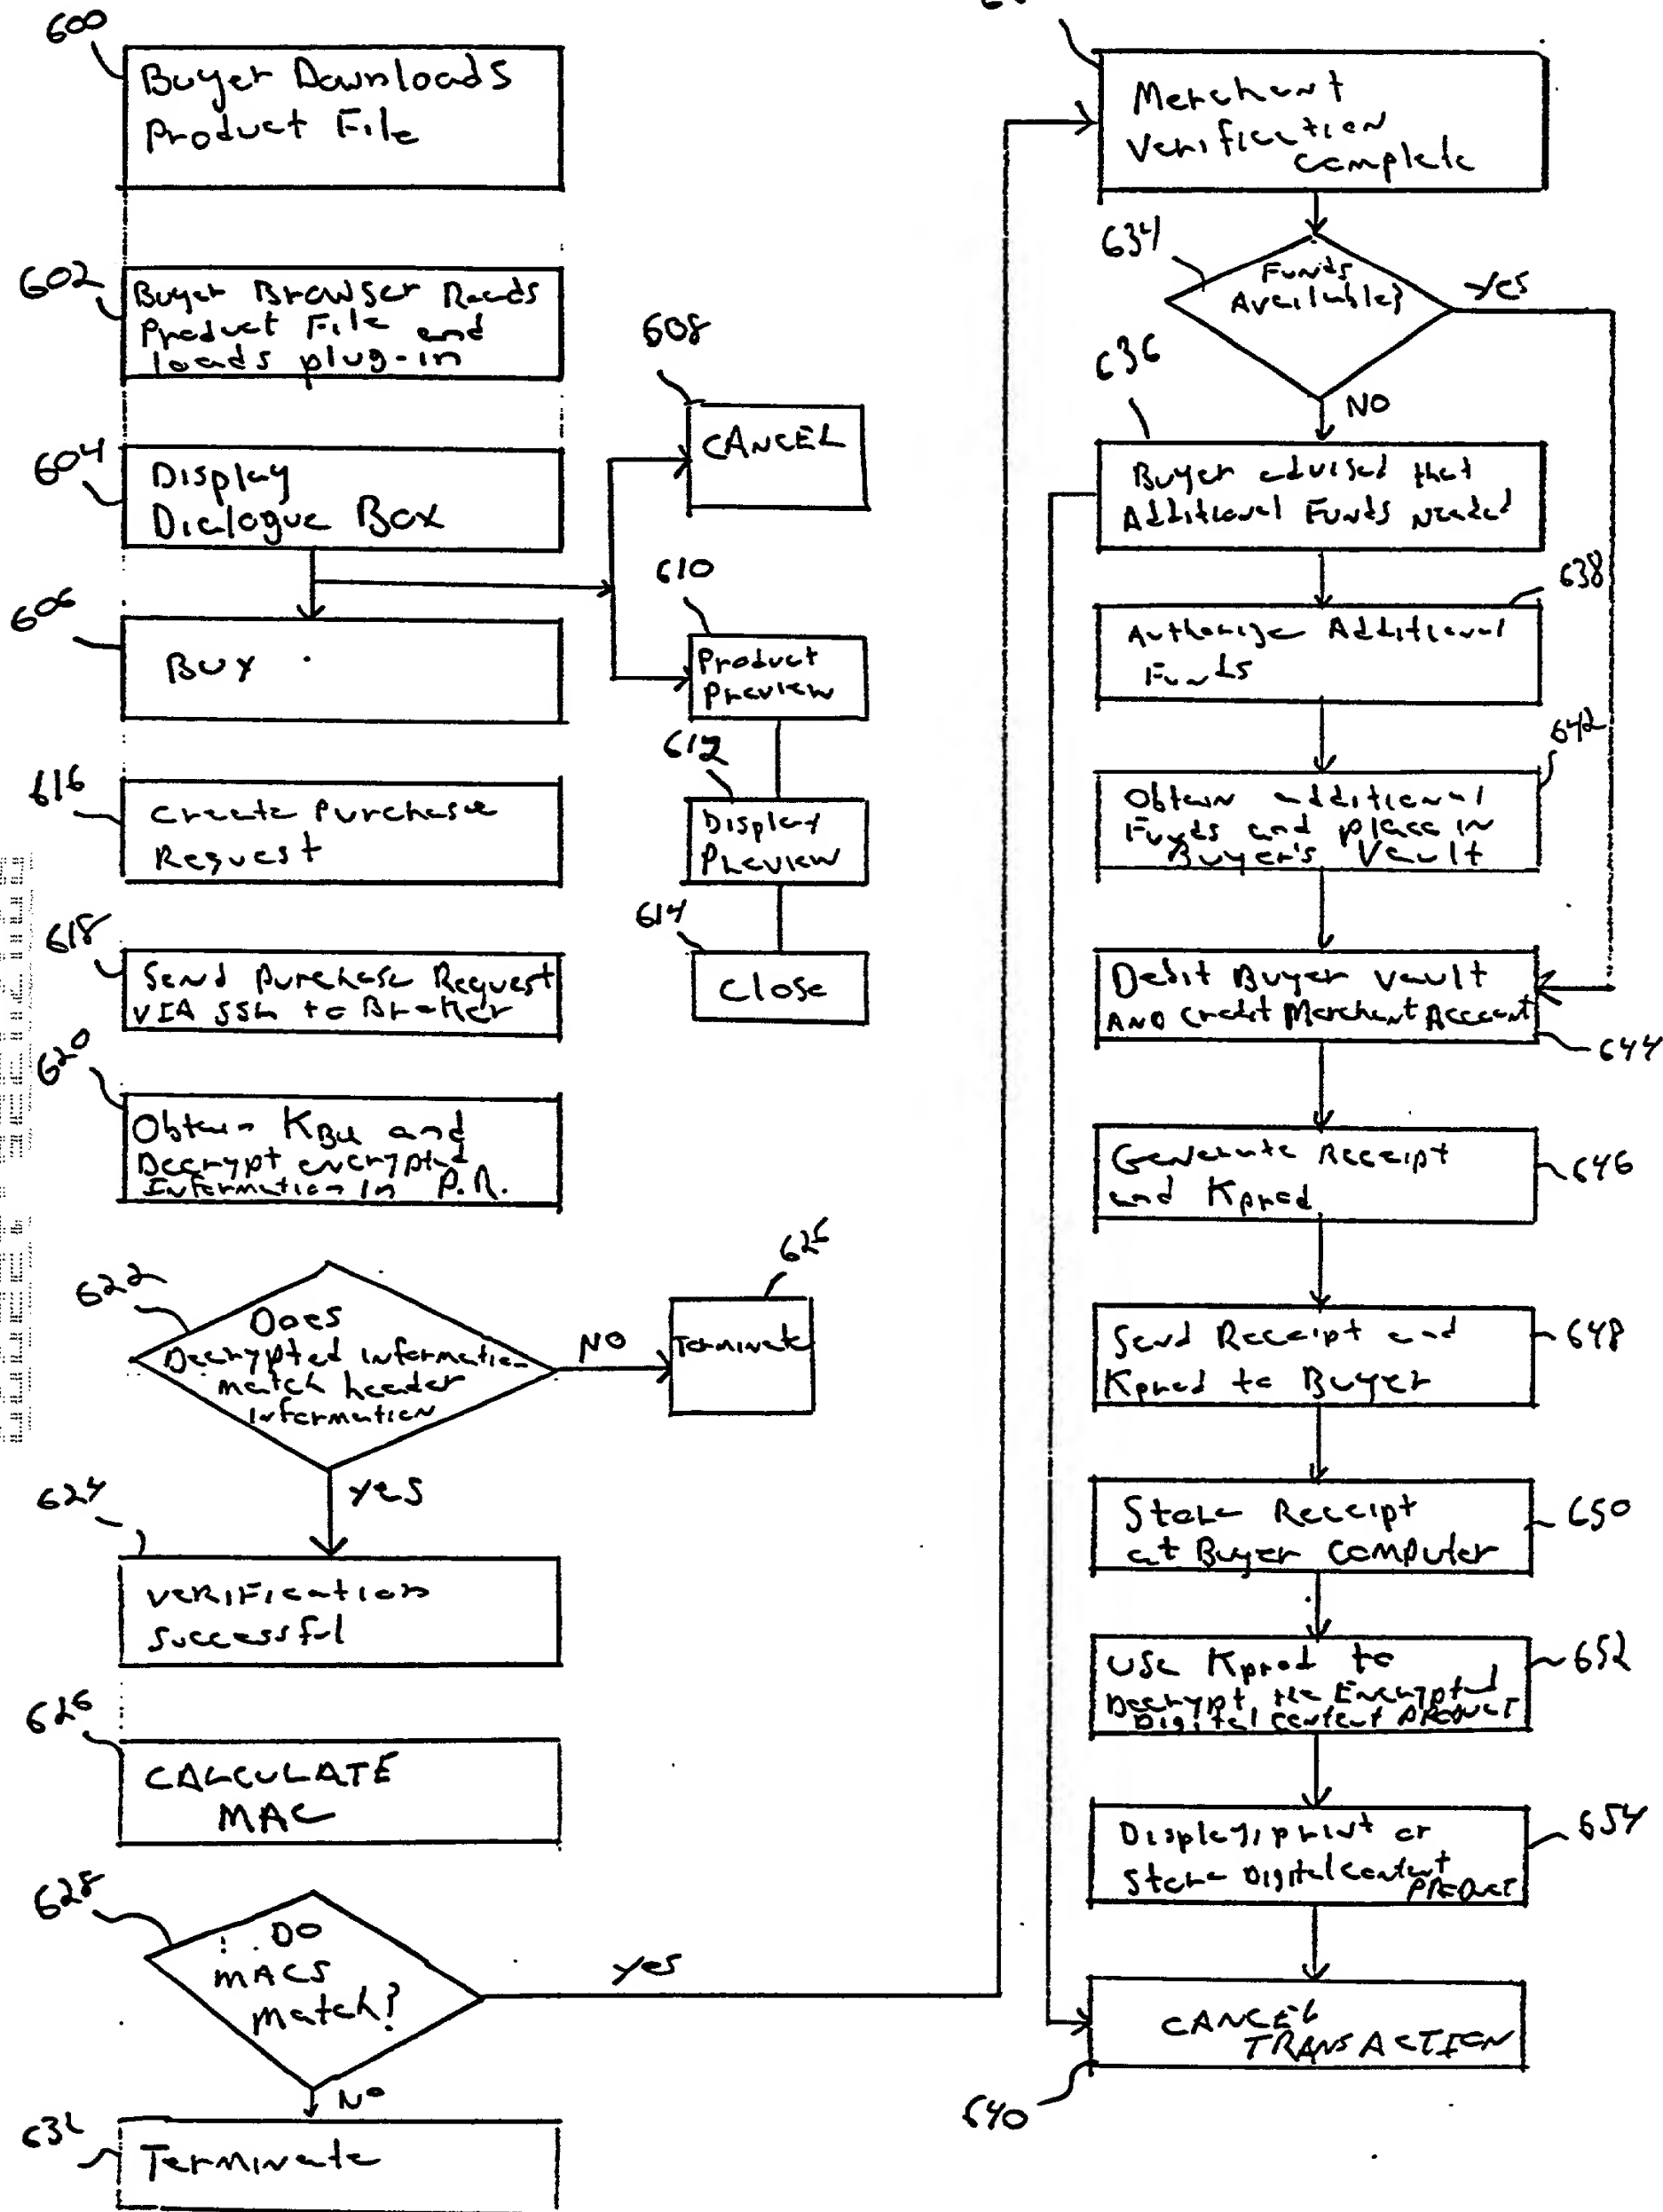 600
Buyer Downloads
Product File
602
Buyer Browser Reads
Product File and
loads plug-in
604
Display
Dialogue Box
606
Buy
608
CANCEL
610
Product
Preview
612
Display
Preview
614
Close
616
Create Purchase
Request
618
Send Purchase Request
VIA SSL to Broker
620
Obtain KBU and
Decrypt encrypted
Information in P.R.
622
Does
Decrypted information
match header
information
NO
626
Terminate
Yes
624
Verification
Successful
626
CALCULATE
MAC
628
DO
MACS
match?
Yes
NO
632
Terminate
Merchant
Verification
complete
634
Funds
Available?
Yes
NO
636
Buyer advised that
Additional Funds needed
638
Authorize Additional
Funds
642
Obtain additional
Funds and place in
Buyer's Vault
Debit Buyer vault
AND Credit Merchant Account
644
Generate Receipt
and Kprod
646
Send Receipt and
Kprod to Buyer
648
Store Receipt
at Buyer Computer
650
Use Kprod to
Decrypt the Encrypted
Digital content PRODUCT
652
Display, print or
Store Digital Content
PRODUCT
654
CANCEL
TRANSACTION
640